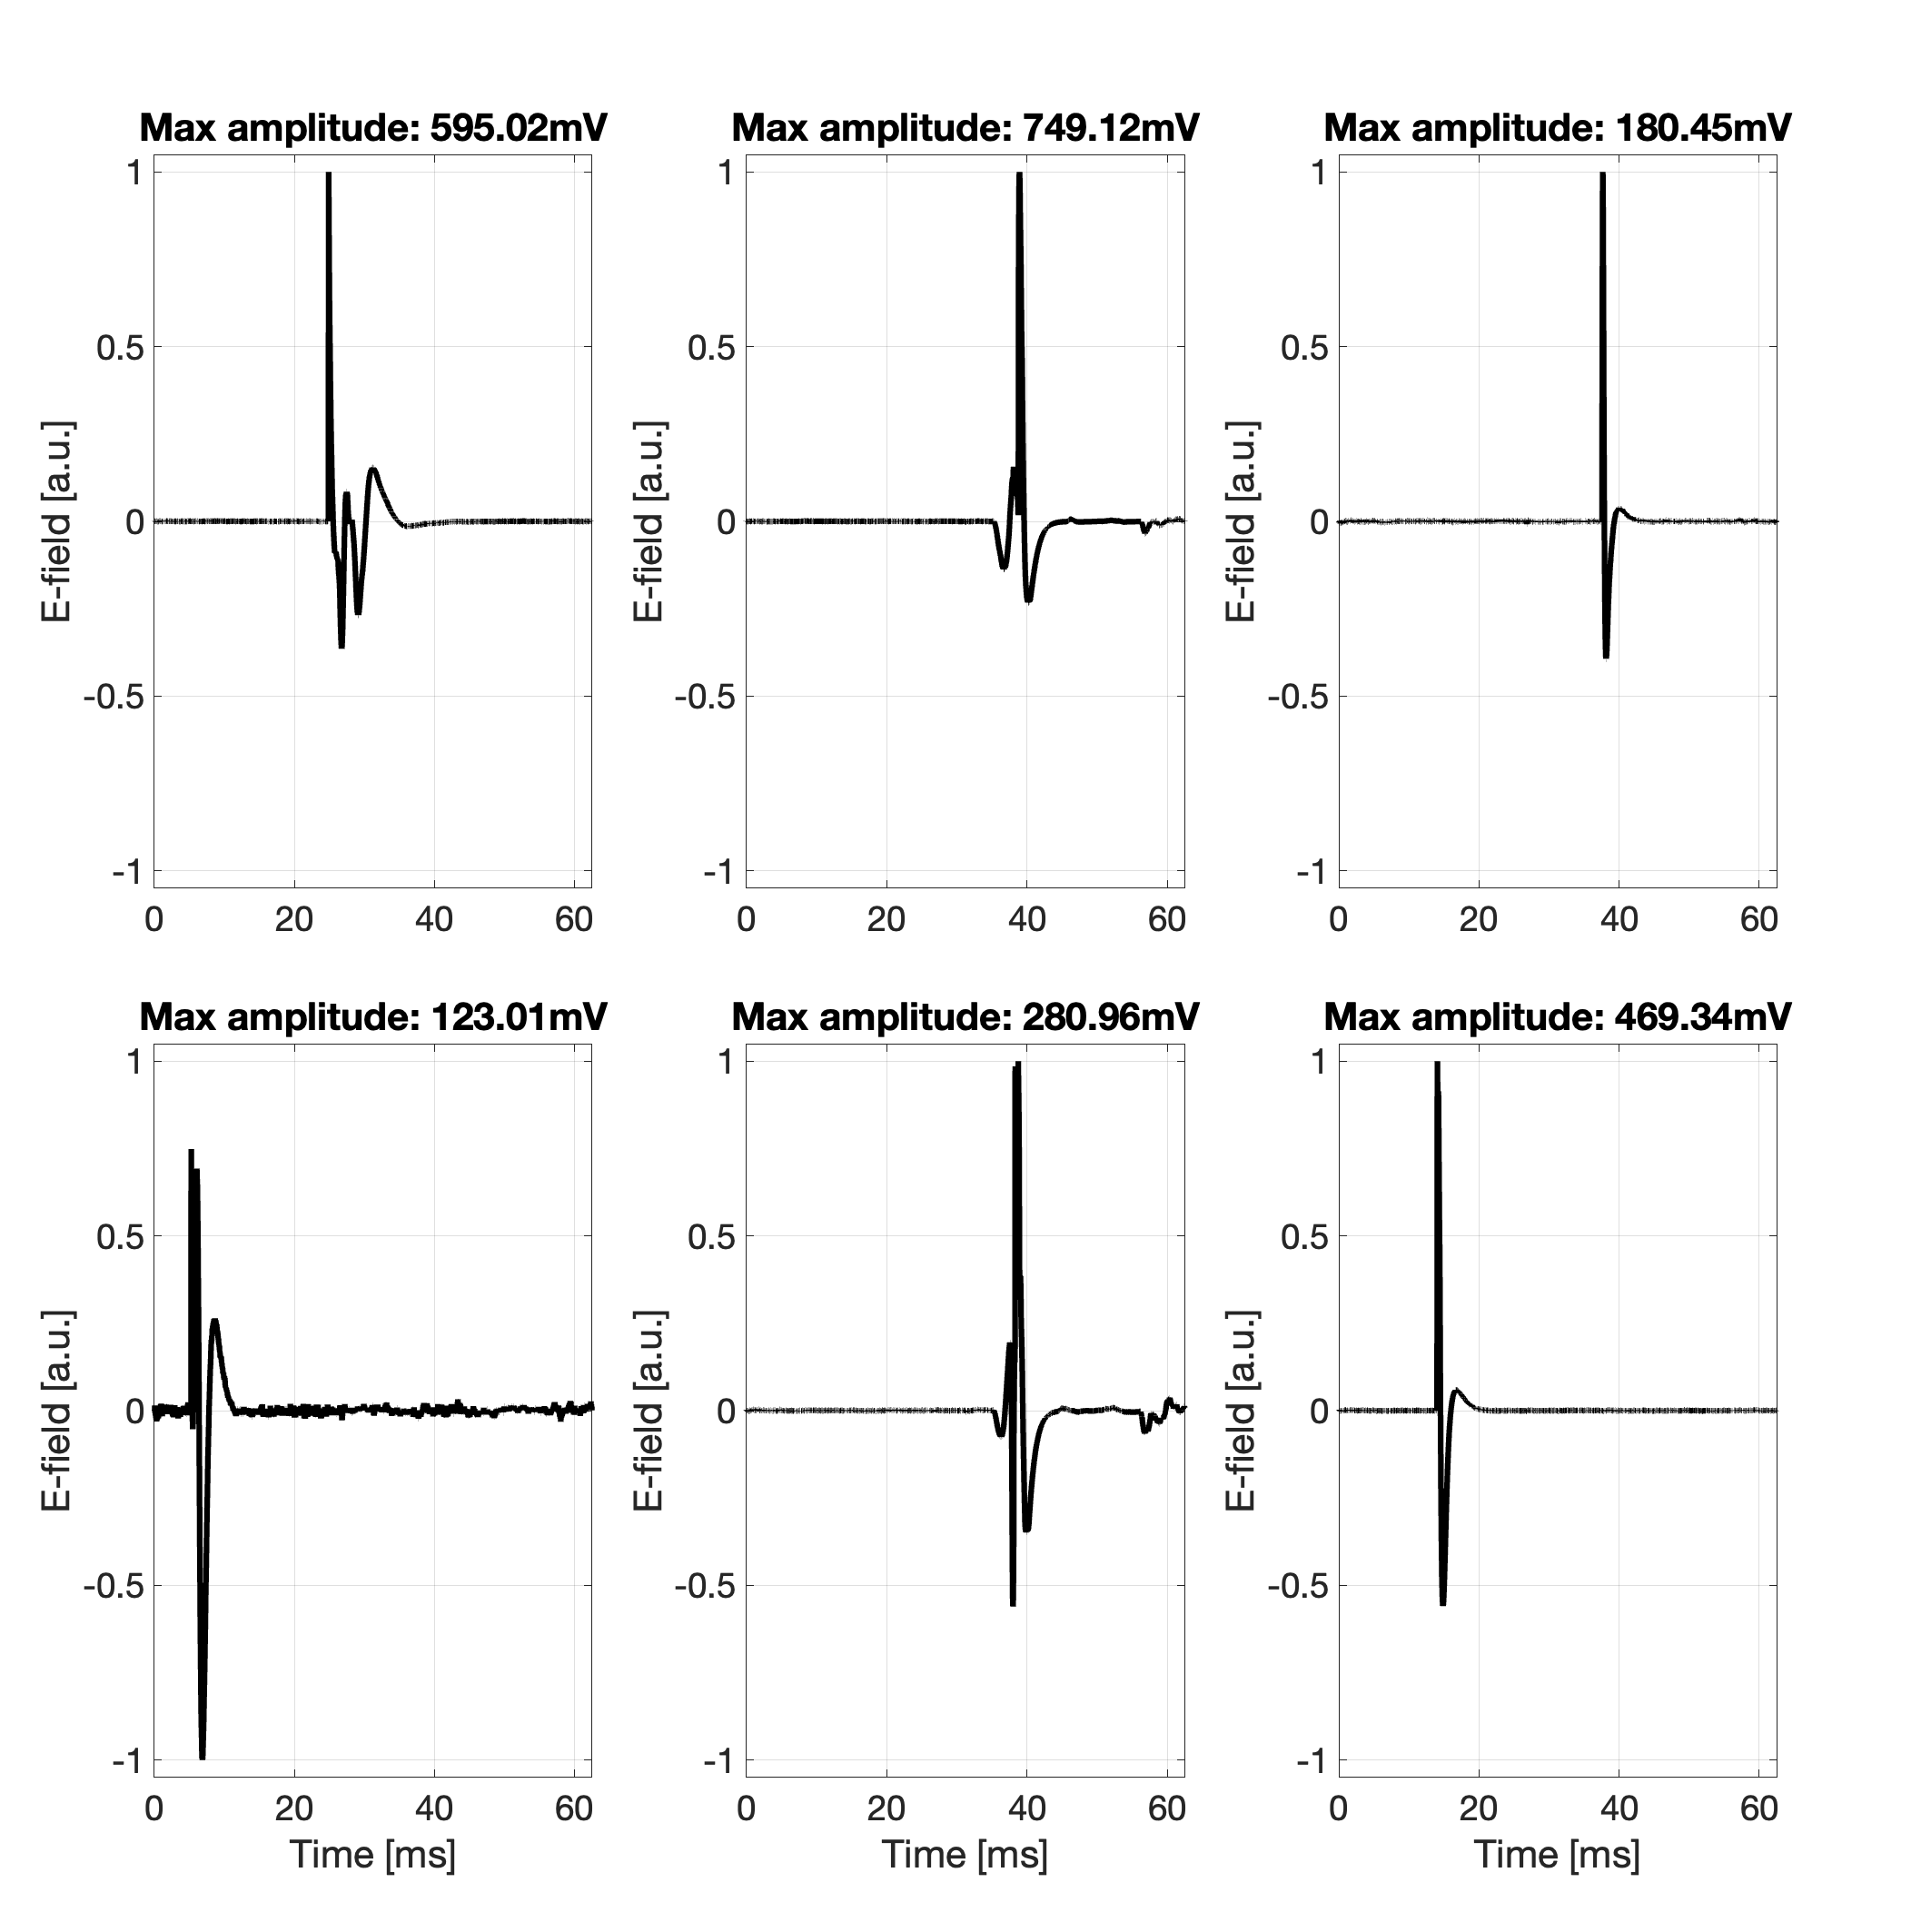 Max amplitude: 595.02mV
Max amplitude: 749.12mV
Max amplitude: 180.45mV
1
0.5
0
-0.5
-1
E-field [a.u.]
0 20 40 60
1
0.5
0
-0.5
-1
E-field [a.u.]
0 20 40 60
1
0.5
0
-0.5
-1
E-field [a.u.]
0 20 40 60
Max amplitude: 123.01mV
Max amplitude: 280.96mV
Max amplitude: 469.34mV
1
0.5
0
-0.5
-1
E-field [a.u.]
0 20 40 60
Time [ms]
1
0.5
0
-0.5
-1
E-field [a.u.]
0 20 40 60
Time [ms]
1
0.5
0
-0.5
-1
E-field [a.u.]
0 20 40 60
Time [ms]